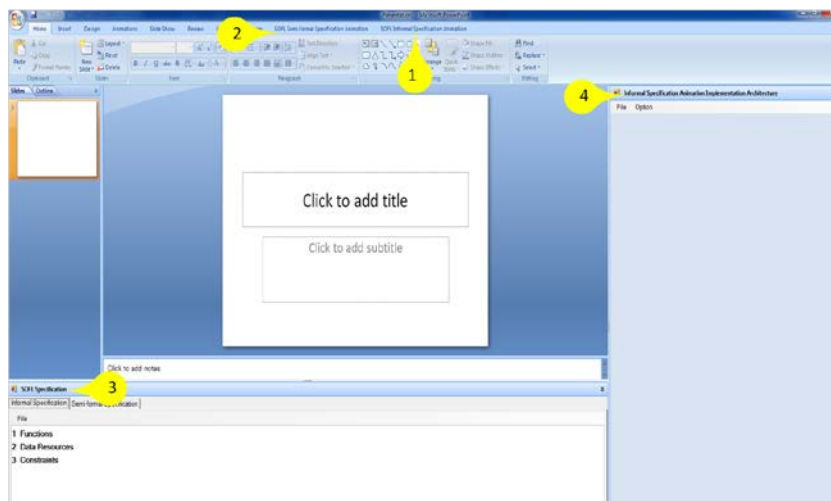 Presentation1 - Microsoft PowerPoint
Home Insert Design Animations Slide Show Review
SOFL Semi-formal Specification Animation SOFL Informal Specification Animation
2
Cut
Copy
Format Painter
Paste
Clipboard
New Slide
Layout
Reset
Delete
Slides
Font
Text Direction
Align Text
Convert to SmartArt
Paragraph
Arrange
Quick Styles
Shape Fill
Shape Outline
Shape Effects
1
Find
Replace
Select
Editing
Slides Outline
4
Informal Specification Animation Implementation Architecture
File Option
Click to add title
Click to add subtitle
Click to add notes
SOFL Specification
3
Informal Specification Semi-formal Specification
File
1 Functions
2 Data Resources
3 Constraints